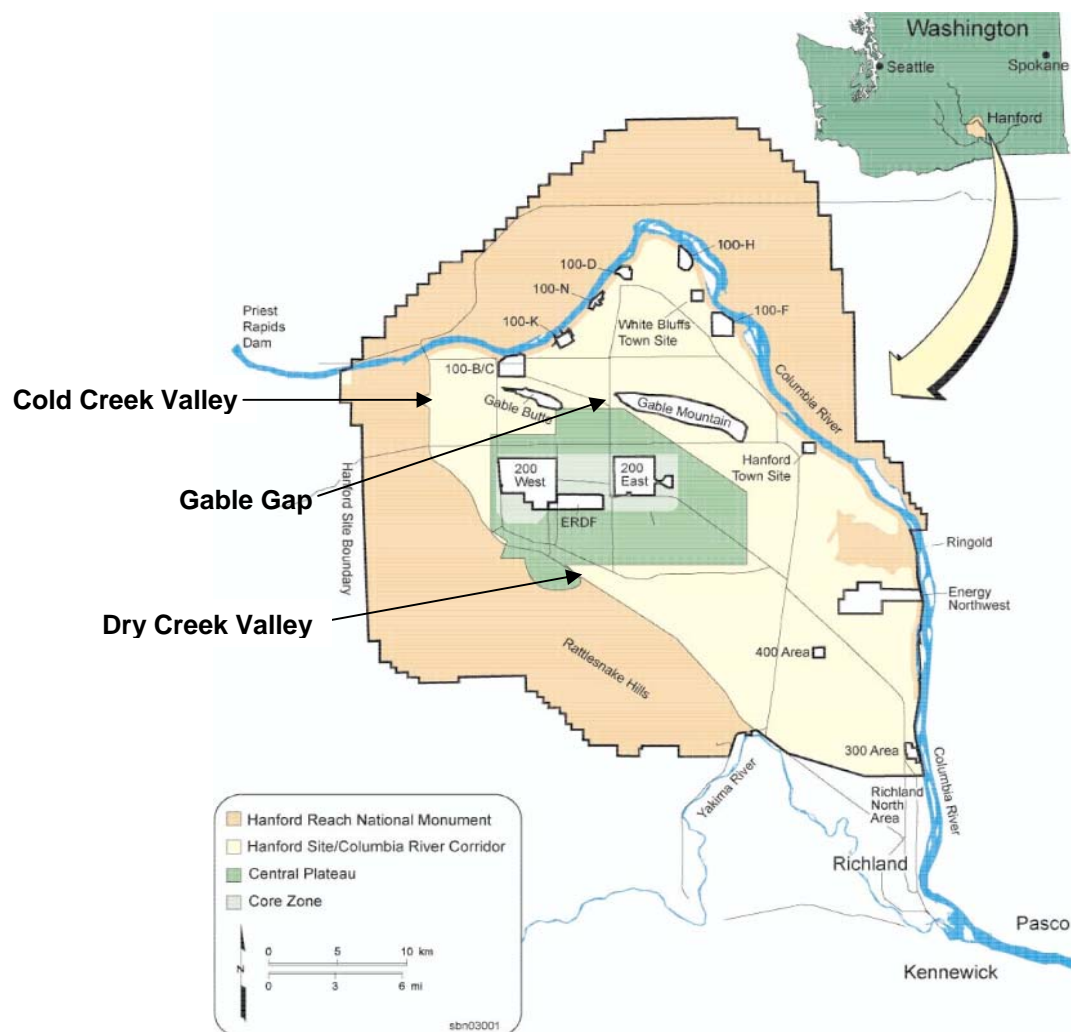 Washington
Seattle
Spokane
Hanford
100-H
100-D
100-N
100-F
White Bluffs
Town Site
Priest
Rapids
Dam
100-K
100-B/C
Columbia River
Cold Creek Valley
Gable Butte
Gable Mountain
Hanford
Town Site
200
West
200
East
Gable Gap
ERDF
Hanford Site Boundary
Ringold
Energy
Northwest
Dry Creek Valley
Rattlesnake Hills
400 Area
300 Area
Columbia River
Yakima River
Richland
North
Area
Richland
Pasco
Kennewick
Hanford Reach National Monument
Hanford Site/Columbia River Corridor
Central Plateau
Core Zone
N
0 5 10 km
0 3 6 mi
sbn03001